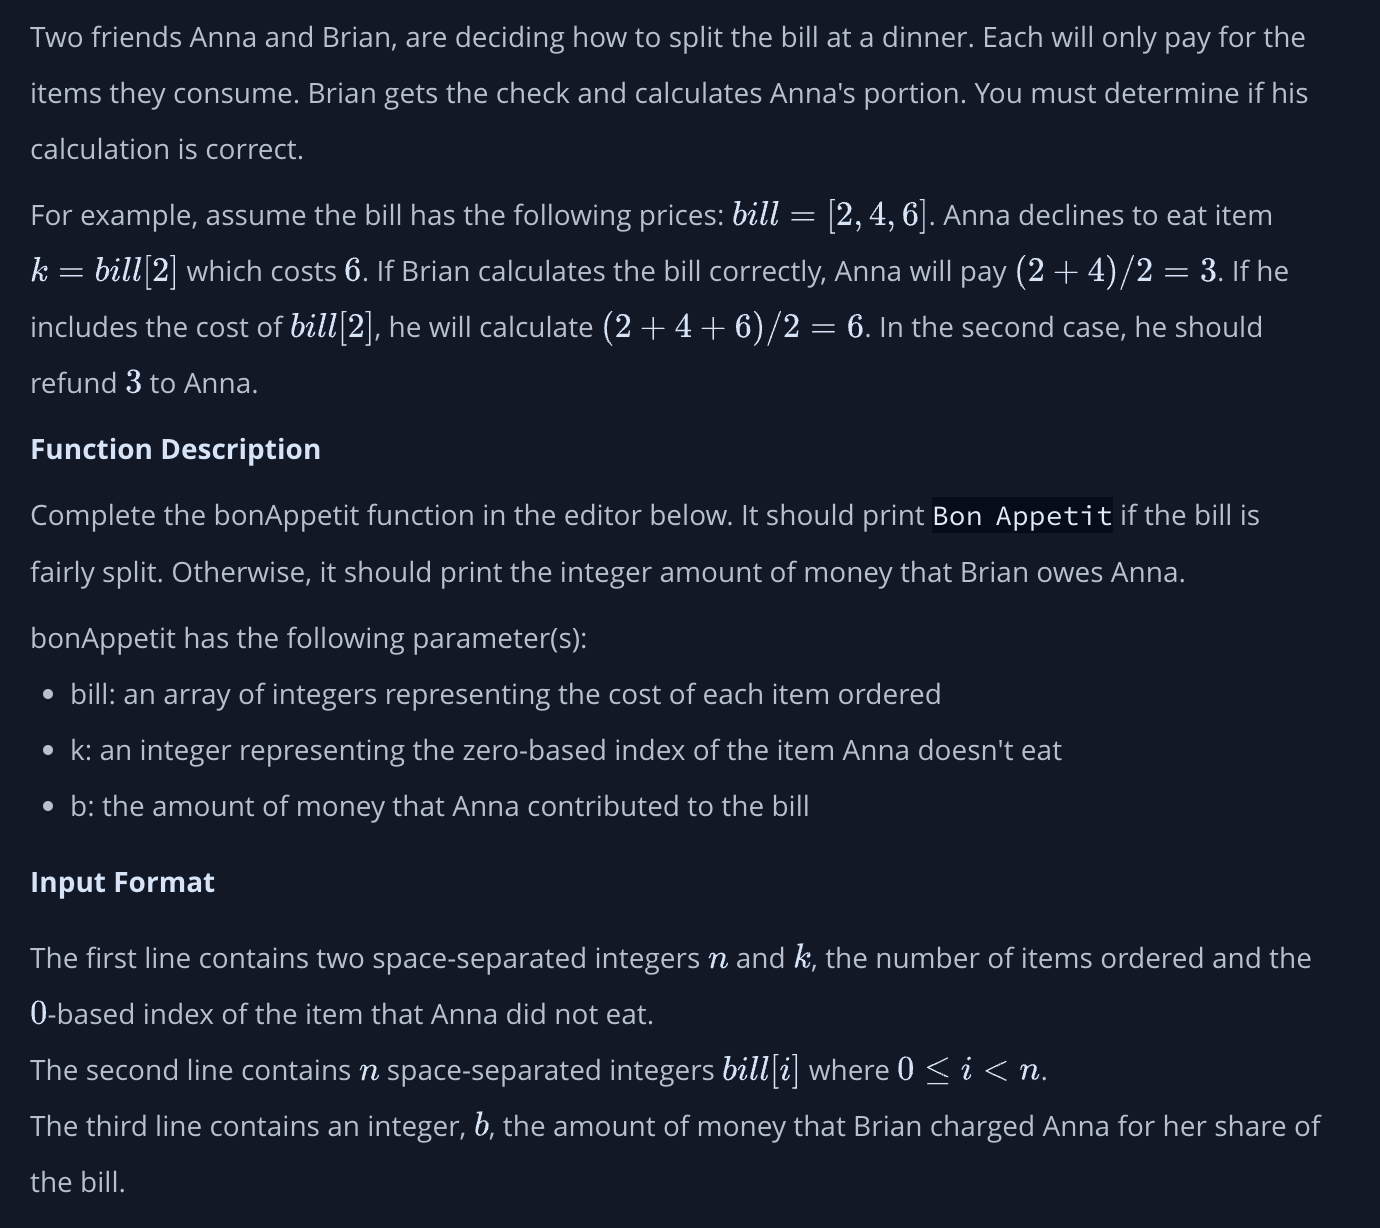 Two friends Anna and Brian, are deciding how to split the bill at a dinner. Each will only pay for the
items they consume. Brian gets the check and calculates Anna's portion. You must determine if his
calculation is correct.
For example, assume the bill has the following prices: bill = [2, 4, 6]. Anna declines to eat item
k = bill[2] which costs 6. If Brian calculates the bill correctly, Anna will pay (2 + 4)/2 = 3. If he
includes the cost of bill[2], he will calculate (2 + 4 + 6)/2 = 6. In the second case, he should
refund 3 to Anna.
Function Description
Complete the bonAppetit function in the editor below. It should print Bon Appetit if the bill is
fairly split. Otherwise, it should print the integer amount of money that Brian owes Anna.
bonAppetit has the following parameter(s):
• bill: an array of integers representing the cost of each item ordered
• k: an integer representing the zero-based index of the item Anna doesn't eat
• b: the amount of money that Anna contributed to the bill
Input Format
The first line contains two space-separated integers n and k, the number of items ordered and the
0-based index of the item that Anna did not eat.
The second line contains n space-separated integers bill[i] where 0 ≤ i < n.
The third line contains an integer, b, the amount of money that Brian charged Anna for her share of
the bill.